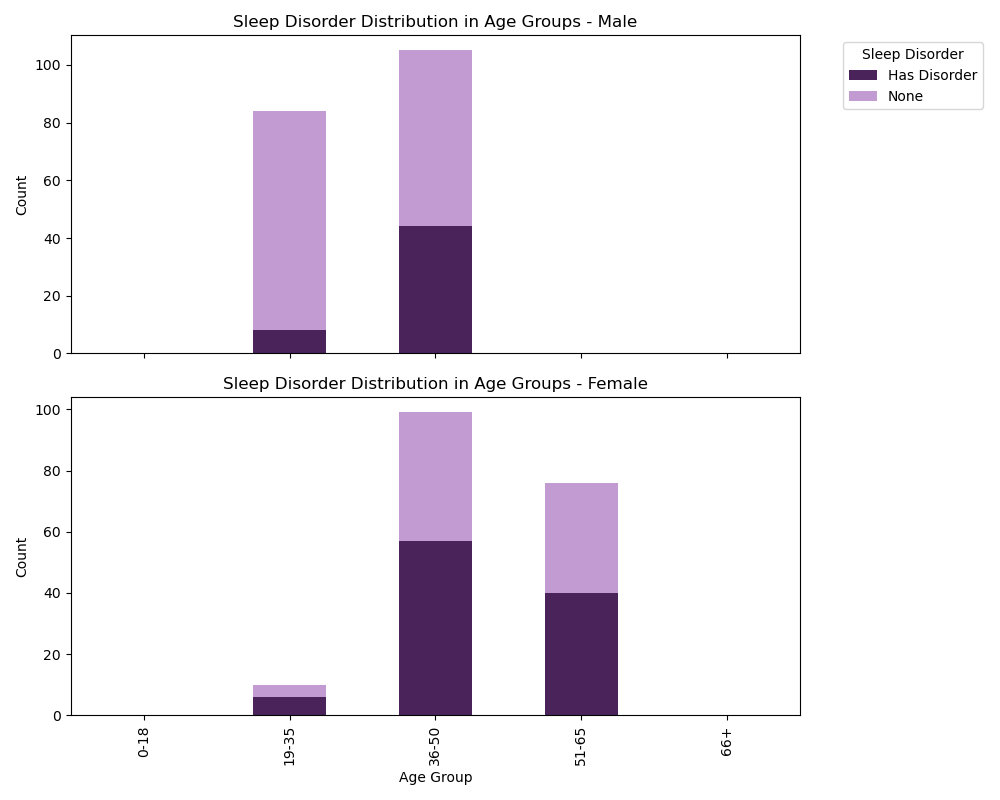 Sleep Disorder Distribution in Age Groups - Male
Sleep Disorder
Has Disorder
None
Count
100
80
60
40
20
0
Sleep Disorder Distribution in Age Groups - Female
Count
100
80
60
40
20
0
0-18
19-35
36-50
51-65
66+
Age Group